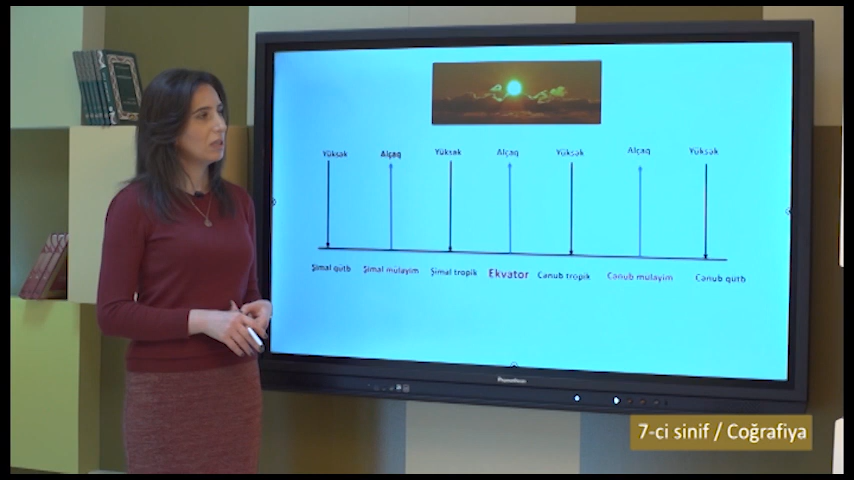 Yüksək Alçaq Yüksək Alçaq Yüksək Alçaq Yüksək
Şimal qütb Şimal mülayim Şimal tropik Ekvator Cənub tropik Cənub mülayim Cənub qütb
Promethean
7-ci sinif / Coğrafiya